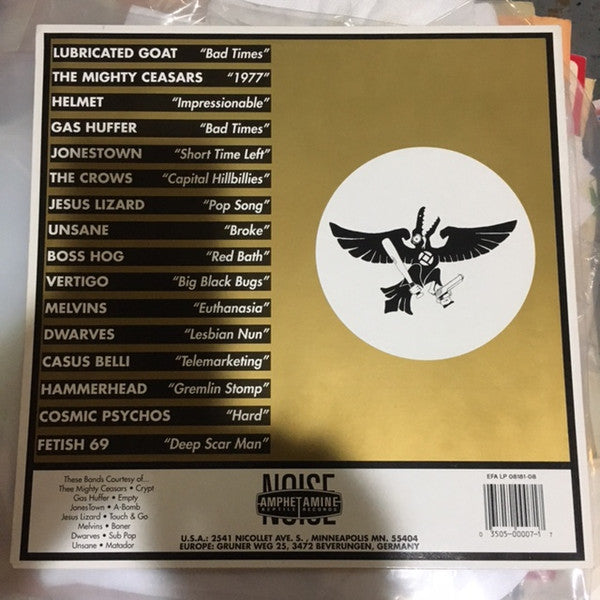 LUBRICATED GOAT "Bad Times"
THE MIGHTY CEASARS "1977"
HELMET "Impressionable"
GAS HUFFER "Bad Times"
JONESTOWN "Short Time Left"
THE CROWS "Capital Hillbillies"
JESUS LIZARD "Pop Song"
UNSANE "Broke"
BOSS HOG "Red Bath"
VERTIGO "Big Black Bugs"
MELVINS "Euthanasia"
DWARVES "Lesbian Nun"
CASUS BELLI "Telemarketing"
HAMMERHEAD "Gremlin Stomp"
COSMIC PSYCHOS "Hard"
FETISH 69 "Deep Scar Man"
These Bands Courtesy of...
Thee Mighty Ceasars • Crypt
Gas Huffer • Empty
JonesTown • A-Bomb
Jesus Lizard • Touch & Go
Melvins • Boner
Dwarves • Sub Pop
Unsane • Matador
NOISE
AMPHETAMINE
REPTILE RECORDS
NOISE
U.S.A.: 2541 NICOLLET AVE. S. , MINNEAPOLIS MN. 55404
EUROPE: GRUNER WEG 25, 3472 BEVERUNGEN, GERMANY
EFA LP 08181-08
0 3505-00007-1 7